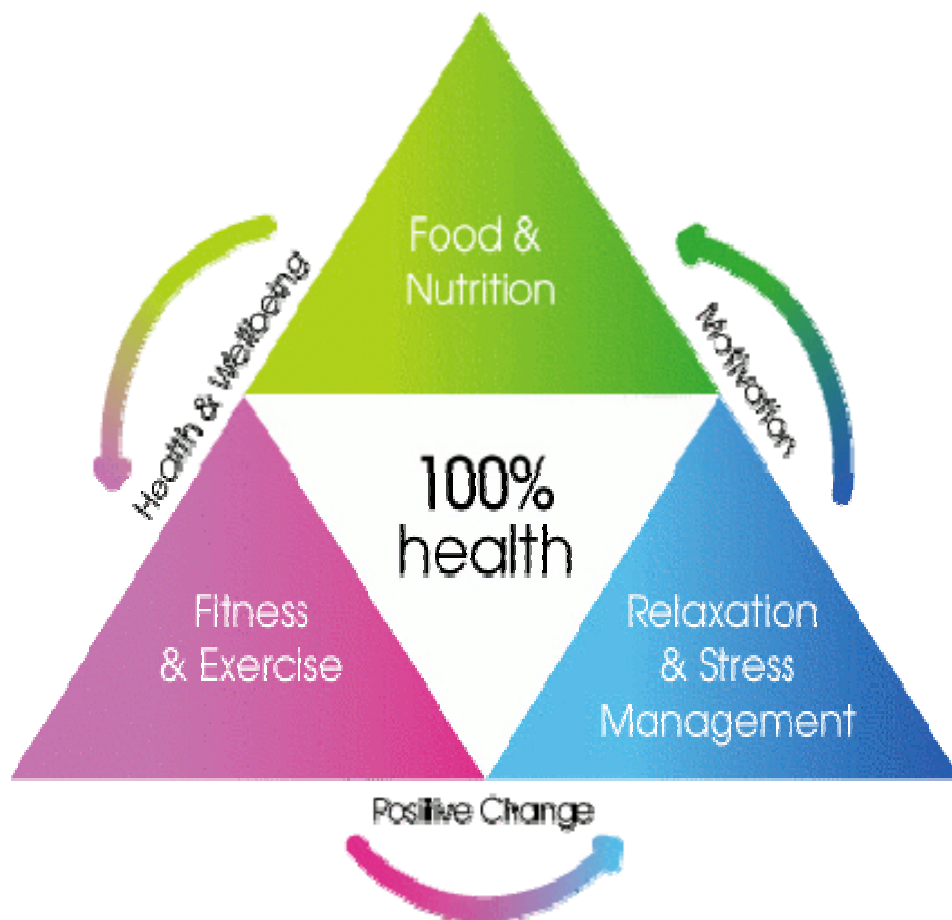 Food &
Nutrition
Health & Wellbeing
Motivation
100%
health
Fitness
& Exercise
Relaxation
& Stress
Management
Positive Change